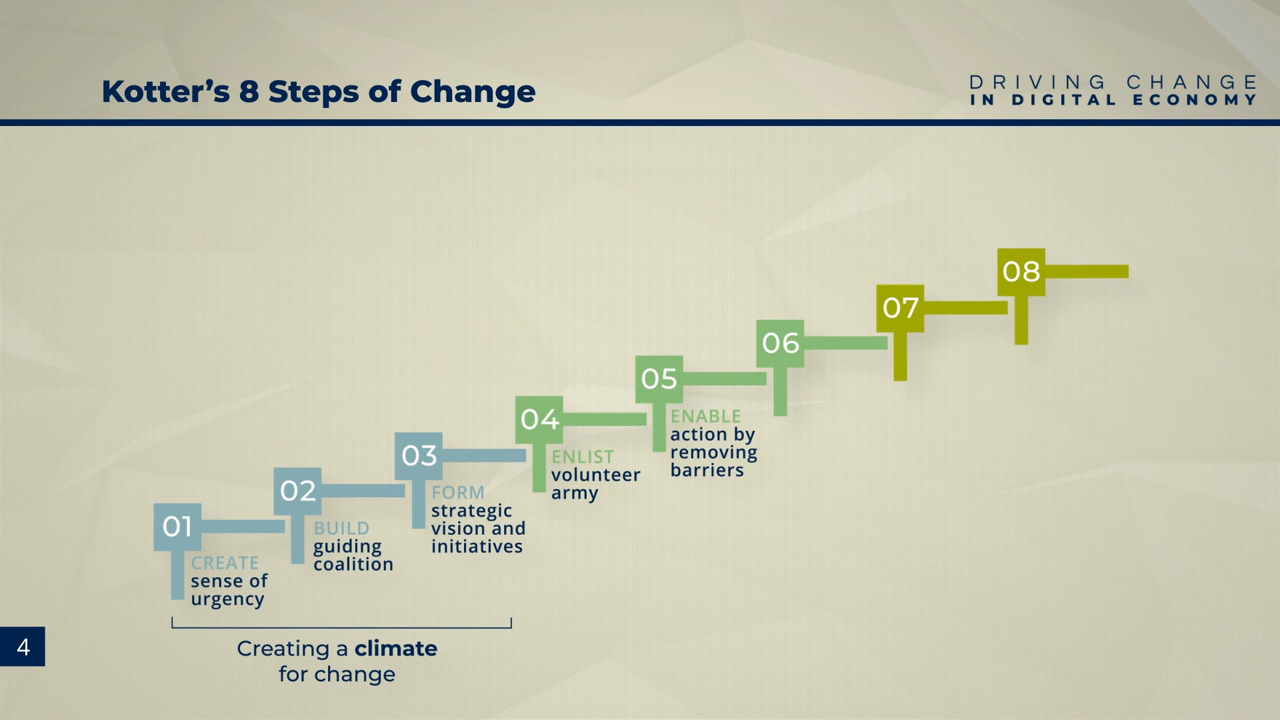 Kotter’s 8 Steps of Change
DRIVING CHANGE
IN DIGITAL ECONOMY
01
CREATE
sense of
urgency
02
BUILD
guiding
coalition
03
FORM
strategic
vision and
initiatives
04
ENLIST
volunteer
army
05
ENABLE
action by
removing
barriers
06
07
08
Creating a climate
for change
4